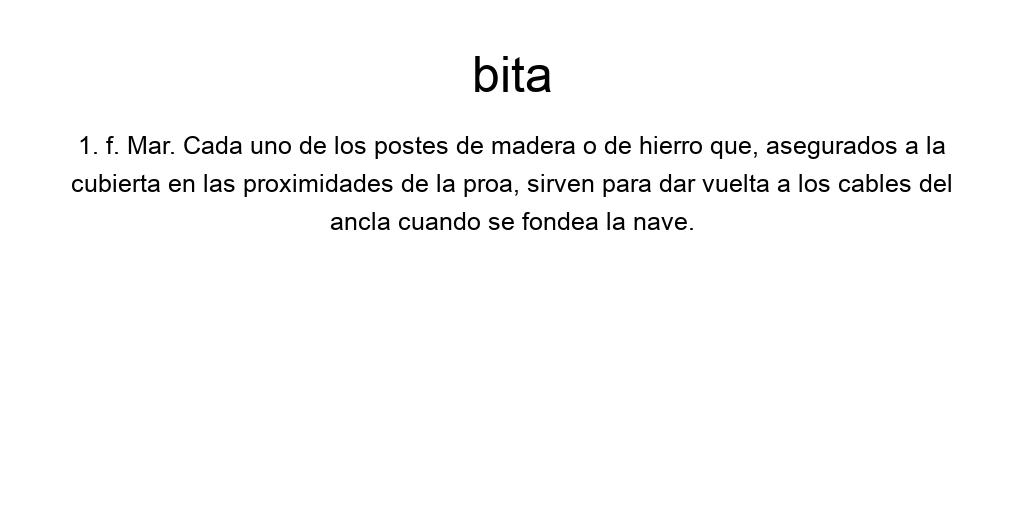 bita
1. f. Mar. Cada uno de los postes de madera o de hierro que, asegurados a la
cubierta en las proximidades de la proa, sirven para dar vuelta a los cables del
ancla cuando se fondea la nave.